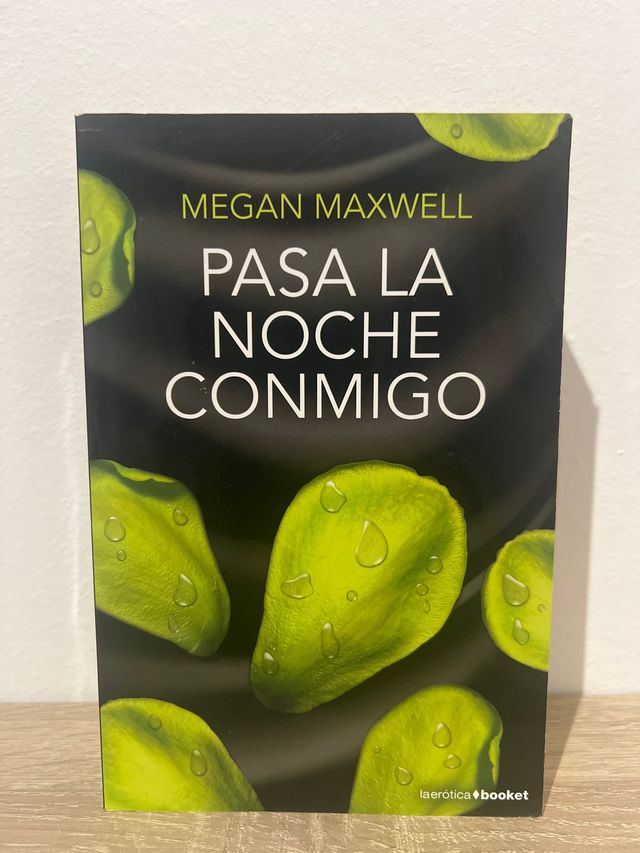 MEGAN MAXWELL
PASA LA
NOCHE
CONMIGO
laerótica♦booket